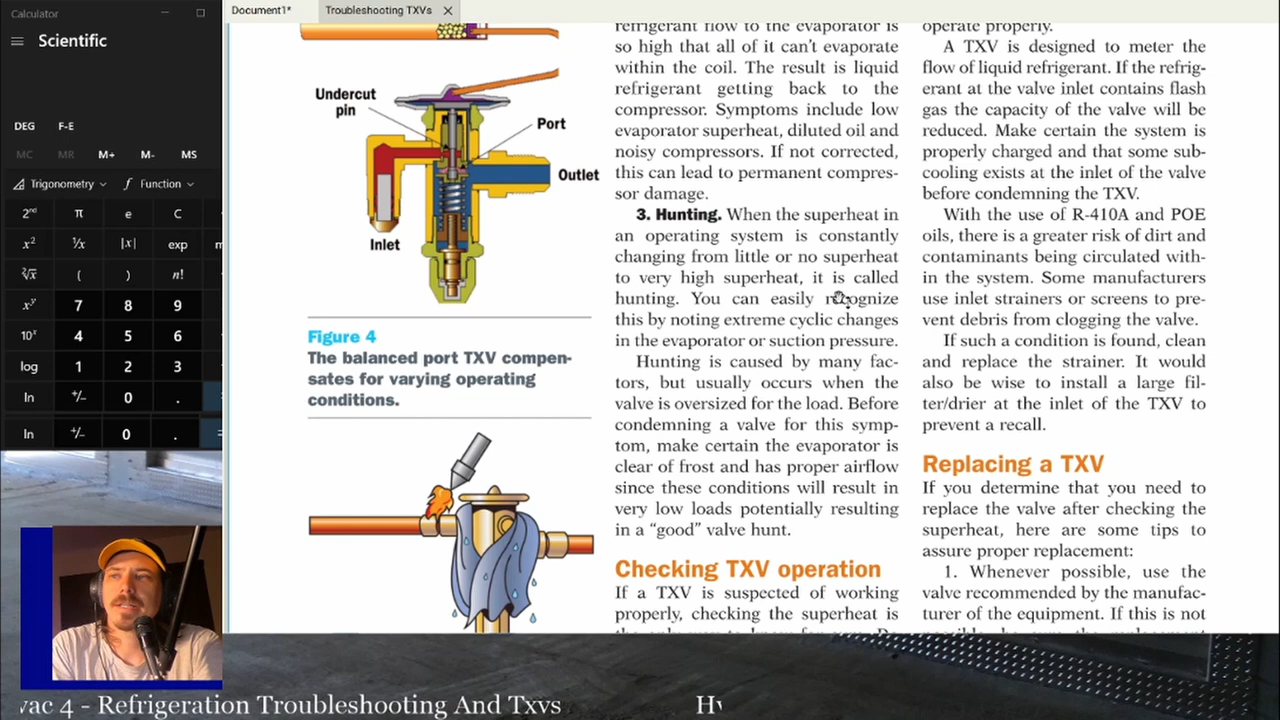 Calculator
Scientific
DEG F-E
MC MR M+ M- MS
Trigonometry Function
2nd π e C
x² ¹/x |x| exp m
²√x ( ) n!
xʸ 7 8 9
10ˣ 4 5 6
log 1 2 3
ln +/- 0 .
ln +/- 0 .
Document1*
Troubleshooting TXVs
Undercut
pin
Port
Outlet
Inlet
Figure 4
The balanced port TXV compen-
sates for varying operating
conditions.
refrigerant flow to the evaporator is
so high that all of it can't evaporate
within the coil. The result is liquid
refrigerant getting back to the
compressor. Symptoms include low
evaporator superheat, diluted oil and
noisy compressors. If not corrected,
this can lead to permanent compres-
sor damage.
3. Hunting. When the superheat in
an operating system is constantly
changing from little or no superheat
to very high superheat, it is called
hunting. You can easily recognize
this by noting extreme cyclic changes
in the evaporator or suction pressure.
Hunting is caused by many fac-
tors, but usually occurs when the
valve is oversized for the load. Before
condemning a valve for this symp-
tom, make certain the evaporator is
clear of frost and has proper airflow
since these conditions will result in
very low loads potentially resulting
in a “good” valve hunt.
Checking TXV operation
If a TXV is suspected of working
properly, checking the superheat is
operate properly.
A TXV is designed to meter the
flow of liquid refrigerant. If the refrig-
erant at the valve inlet contains flash
gas the capacity of the valve will be
reduced. Make certain the system is
properly charged and that some sub-
cooling exists at the inlet of the valve
before condemning the TXV.
With the use of R-410A and POE
oils, there is a greater risk of dirt and
contaminants being circulated with-
in the system. Some manufacturers
use inlet strainers or screens to pre-
vent debris from clogging the valve.
If such a condition is found, clean
and replace the strainer. It would
also be wise to install a large fil-
ter/drier at the inlet of the TXV to
prevent a recall.
Replacing a TXV
If you determine that you need to
replace the valve after checking the
superheat, here are some tips to
assure proper replacement:
1. Whenever possible, use the
valve recommended by the manufac-
turer of the equipment. If this is not
vac 4 - Refrigeration Troubleshooting And Txvs
Hv